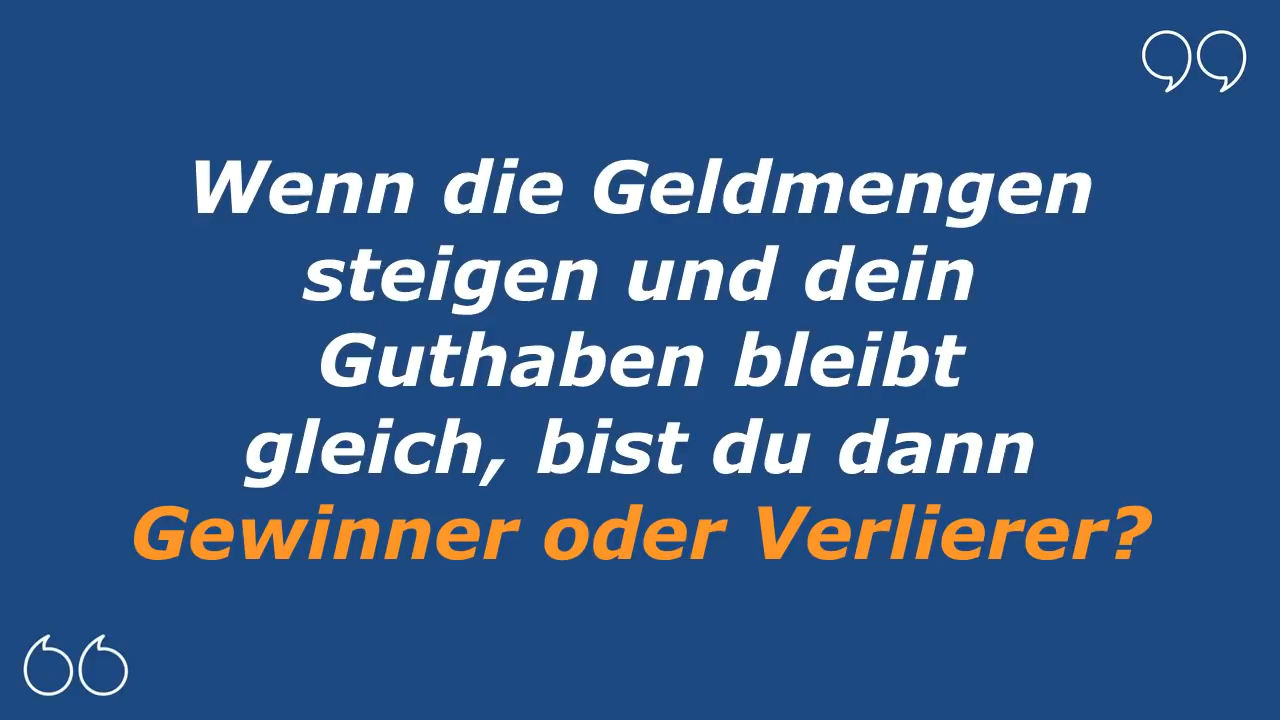 Wenn die Geldmengen
steigen und dein
Guthaben bleibt
gleich, bist du dann
Gewinner oder Verlierer?